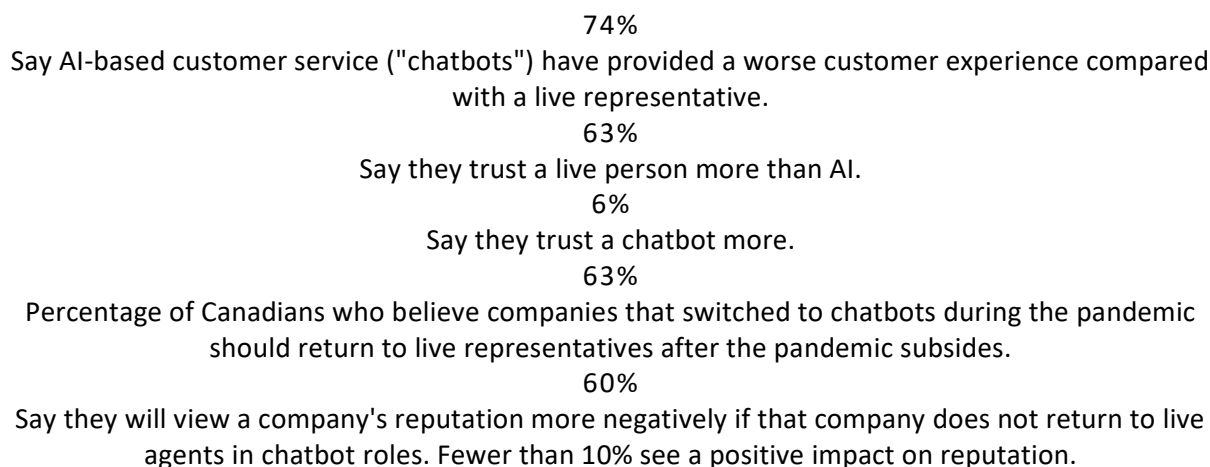 74%
Say AI-based customer service ("chatbots") have provided a worse customer experience compared
with a live representative.
63%
Say they trust a live person more than AI.
6%
Say they trust a chatbot more.
63%
Percentage of Canadians who believe companies that switched to chatbots during the pandemic
should return to live representatives after the pandemic subsides.
60%
Say they will view a company's reputation more negatively if that company does not return to live
agents in chatbot roles. Fewer than 10% see a positive impact on reputation.